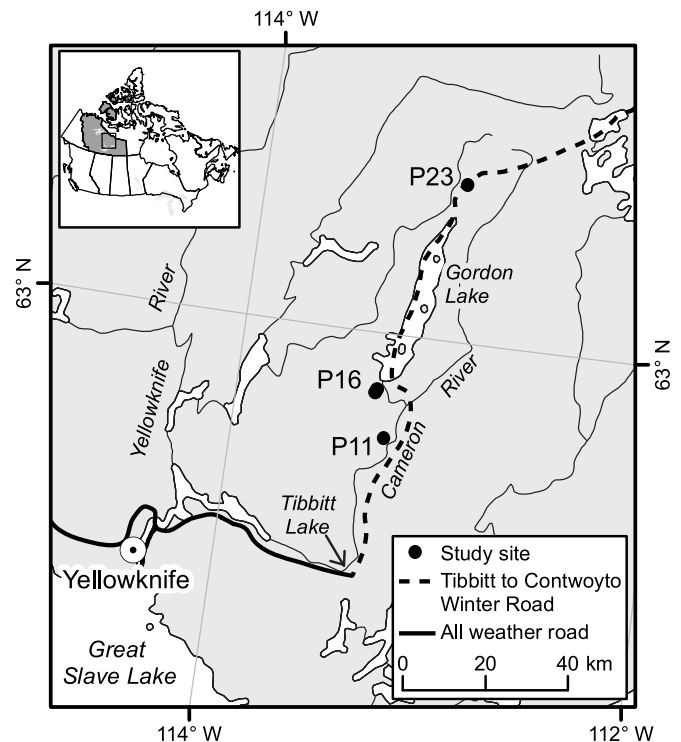 114° W
P23
63° N
River
Gordon
Lake
63° N
P16
River
Yellowknife
P11
Cameron
Tibbitt
Lake
Yellowknife
Great
Slave Lake
Study site
Tibbitt to Contwoyto
Winter Road
All weather road
0 20 40 km
114° W
112° W